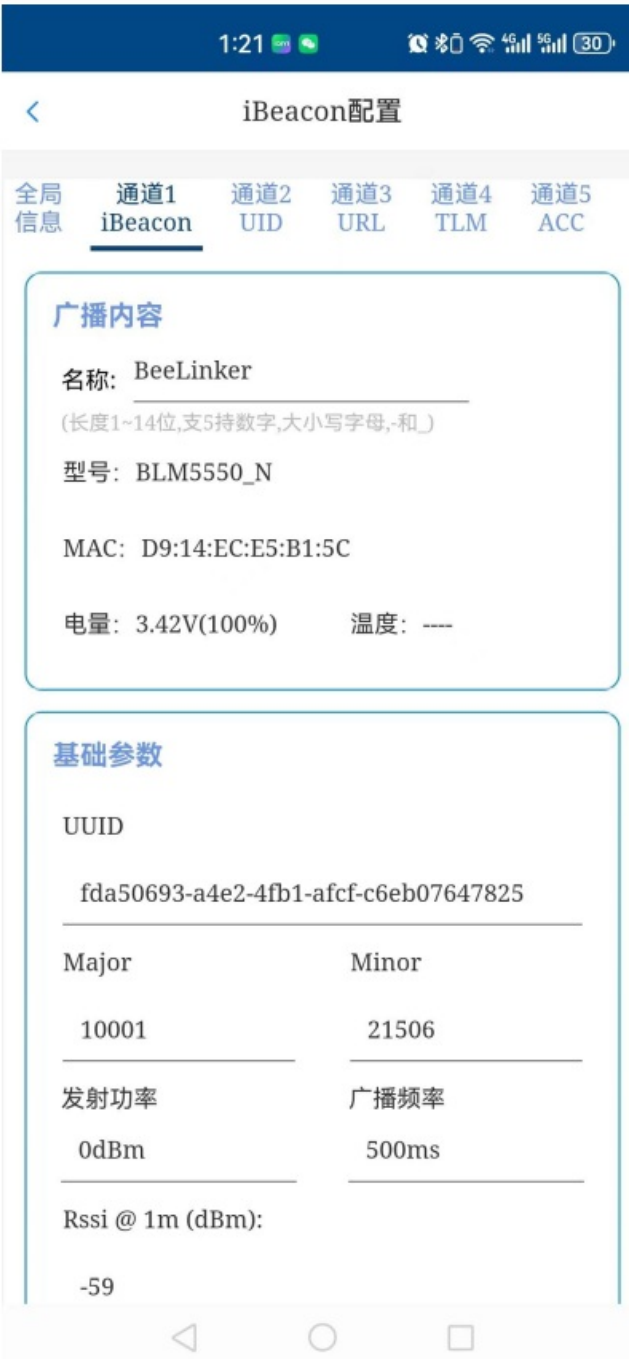 1:21 4G 5G 30
iBeacon配置
全局信息 通道1 iBeacon 通道2 UID 通道3 URL 通道4 TLM 通道5 ACC
广播内容
名称: BeeLinker
(长度1~14位,支5持数字,大小写字母,-和_)
型号: BLM5550_N
MAC: D9:14:EC:E5:B1:5C
电量: 3.42V(100%) 温度: ----
基础参数
UUID
fda50693-a4e2-4fb1-afcf-c6eb07647825
Major Minor
10001 21506
发射功率 广播频率
0dBm 500ms
Rssi @ 1m (dBm):
-59